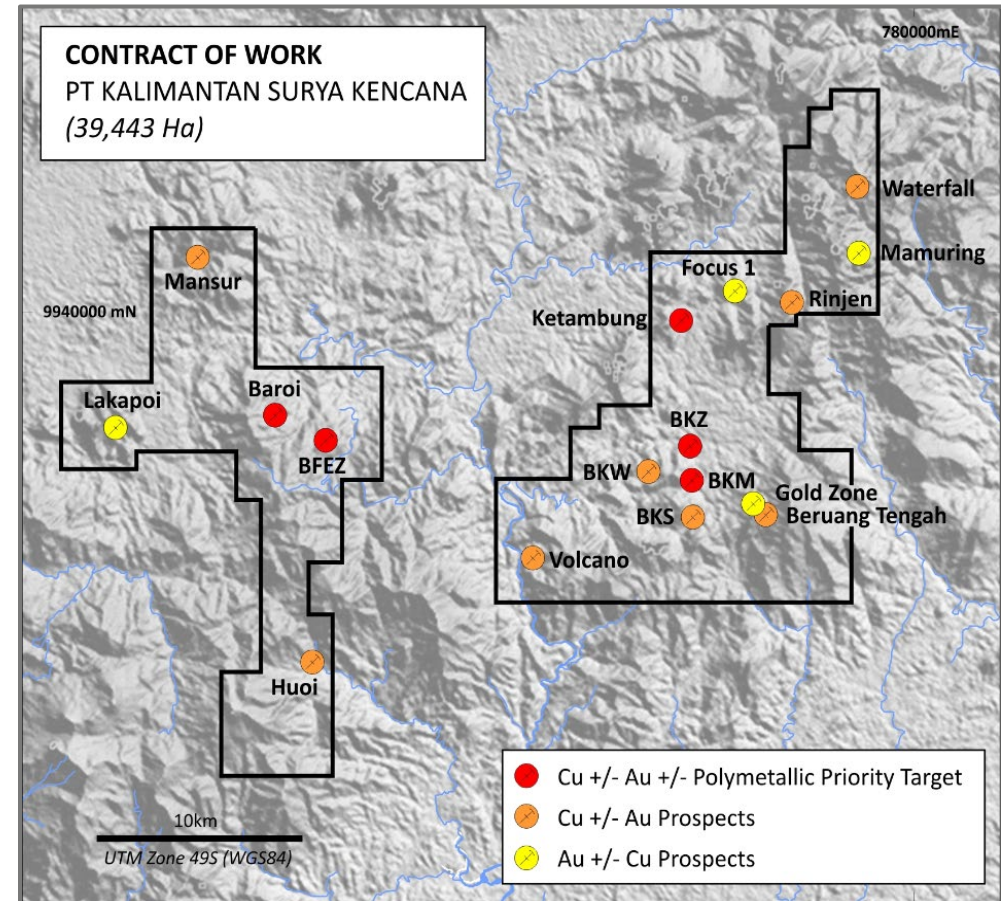 CONTRACT OF WORK
PT KALIMANTAN SURYA KENCANA
(39,443 Ha)
780000mE
Waterfall
Mamuring
Mansur
Focus 1
Rinjen
9940000 mN
Ketambung
Lakapoi
Baroi
BFEZ
BKZ
BKW
BKM
Gold Zone
BKS
Beruang Tengah
Volcano
Huoi
10km
UTM Zone 49S (WGS84)
Cu +/- Au +/- Polymetallic Priority Target
Cu +/- Au Prospects
Au +/- Cu Prospects